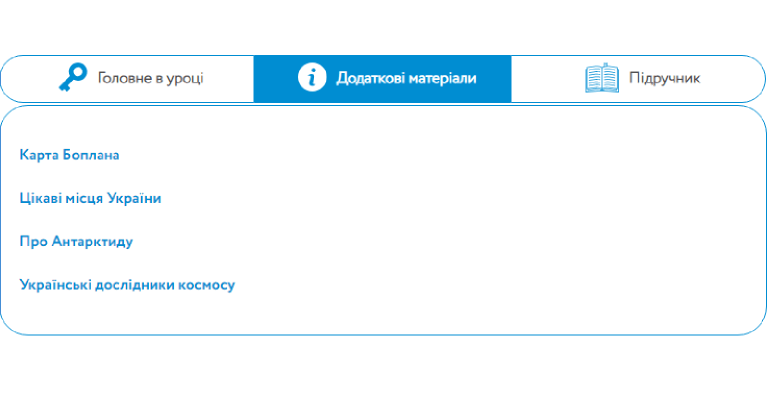 Головне в уроці
Додаткові матеріали
Підручник
Карта Боплана
Цікаві місця України
Про Антарктиду
Українські дослідники космосу